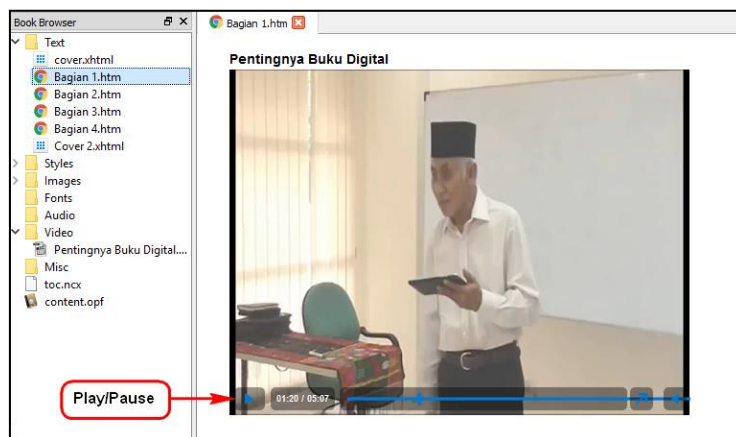 Book Browser
Text
cover.xhtml
Bagian 1.htm
Bagian 2.htm
Bagian 3.htm
Bagian 4.htm
Cover 2.xhtml
Styles
Images
Fonts
Audio
Video
Pentingnya Buku Digital....
Misc
toc.ncx
content.opf
Bagian 1.htm
Pentingnya Buku Digital
01:20 / 05:07
Play/Pause